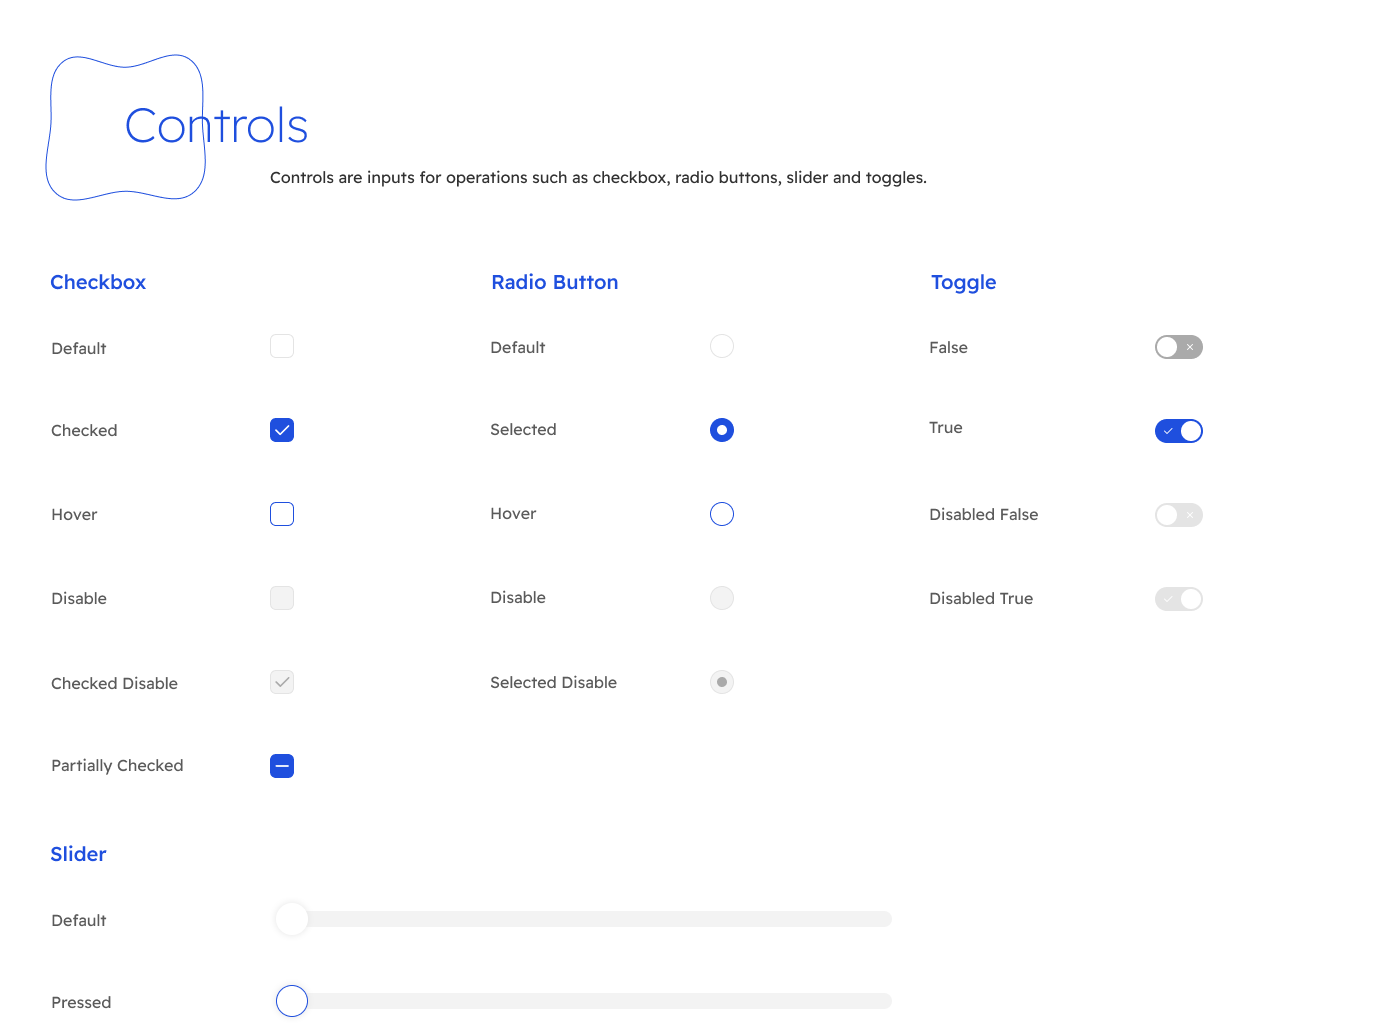 Controls
Controls are inputs for operations such as checkbox, radio buttons, slider and toggles.
Checkbox
Default
Checked
Hover
Disable
Checked Disable
Partially Checked
Radio Button
Default
Selected
Hover
Disable
Selected Disable
Toggle
False
True
Disabled False
Disabled True
Slider
Default
Pressed